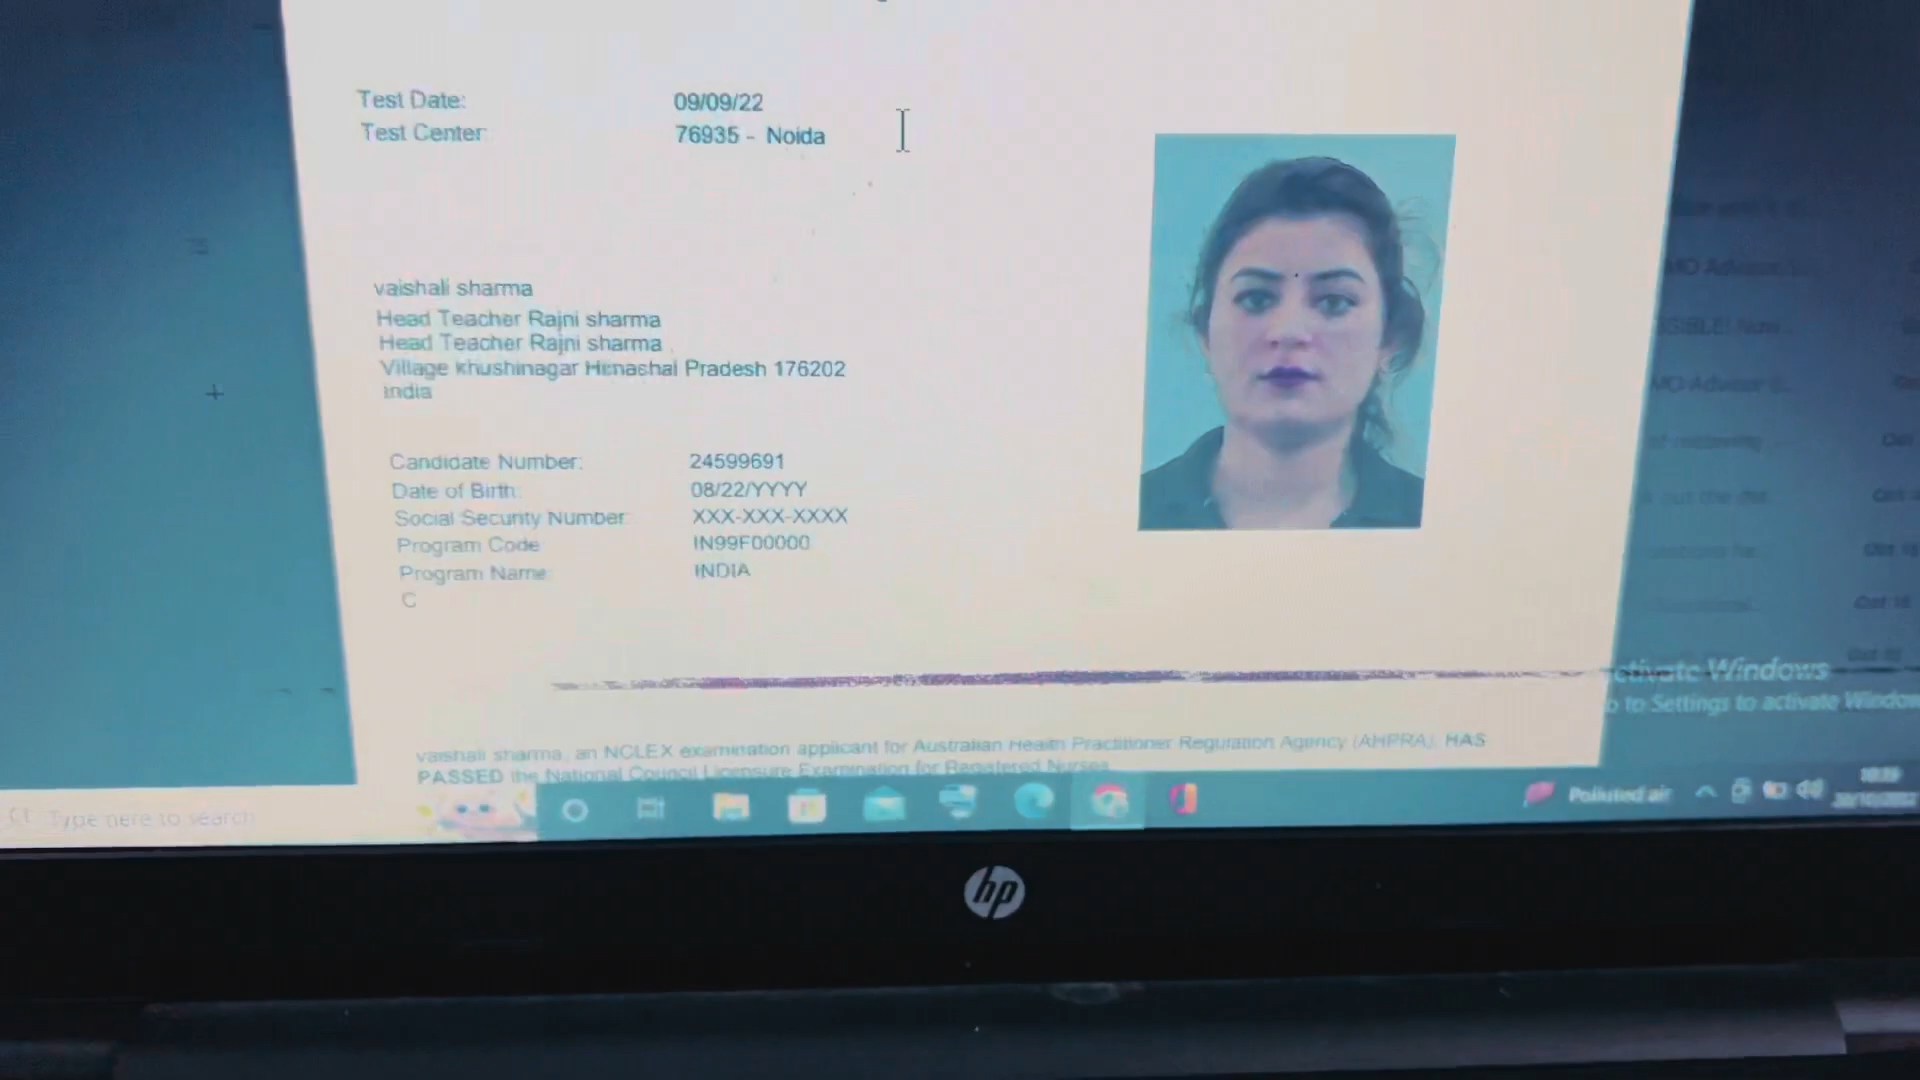 Test Date: 09/09/22
Test Center: 76935 - Noida
vaishali sharma
Head Teacher Rajni sharma
Head Teacher Rajni sharma
Village khushinagar Himashal Pradesh 176202
India
Candidate Number: 24599691
Date of Birth: 08/22/YYYY
Social Security Number: XXX-XXX-XXXX
Program Code IN99F00000
Program Name: INDIA
C
vaishali sharma, an NCLEX examination applicant for Australian Health Practitioner Regulation Agency (AHPRA), HAS
PASSED the National Council Licensure Examination for Registered Nurses
Activate Windows
to Settings to activate Window
Type here to search
Polluted air
hp